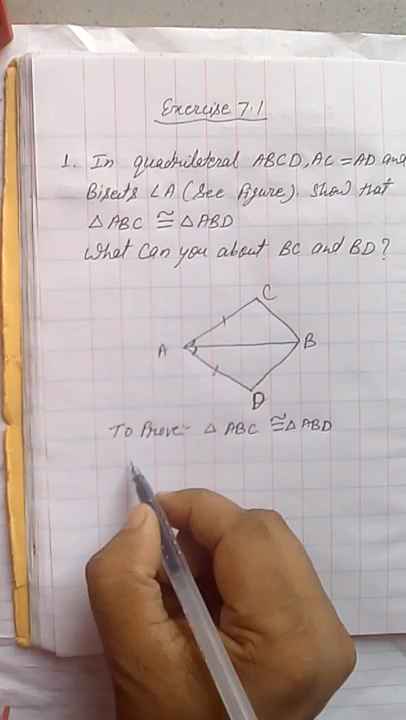 Exercise 7.1
1. In quadrilateral ABCD, AC = AD and
Bisects ∠A (See figure). Show that
△ABC ≅ △ABD
What Can you about BC and BD?
C
A
B
D
To Prove:- △ ABC ≅ △ ABD